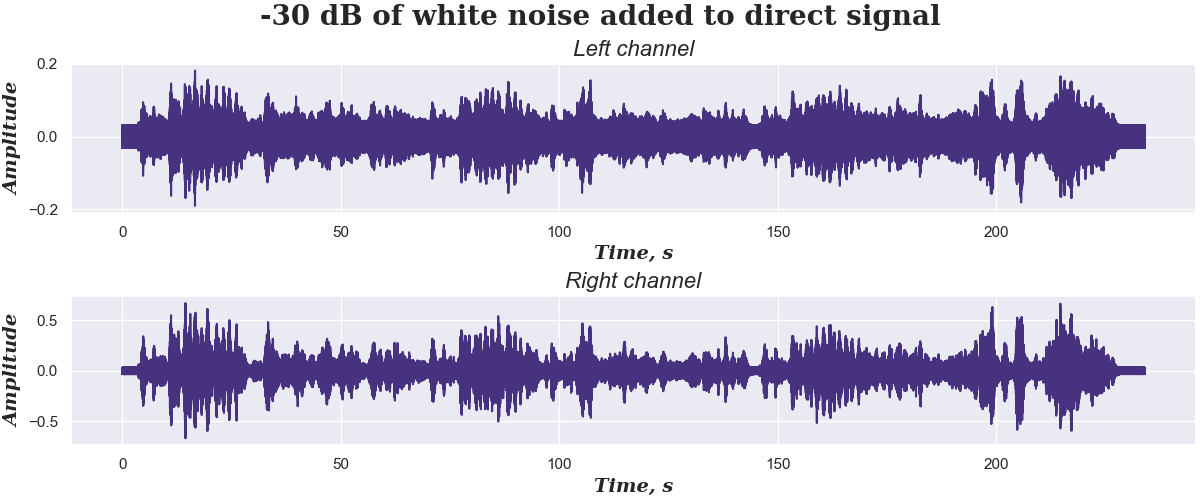 -30 dB of white noise added to direct signal
Left channel
Amplitude
0.2
0.0
−0.2
0 50 100 150 200
Time, s
Right channel
Amplitude
0.5
0.0
−0.5
0 50 100 150 200
Time, s